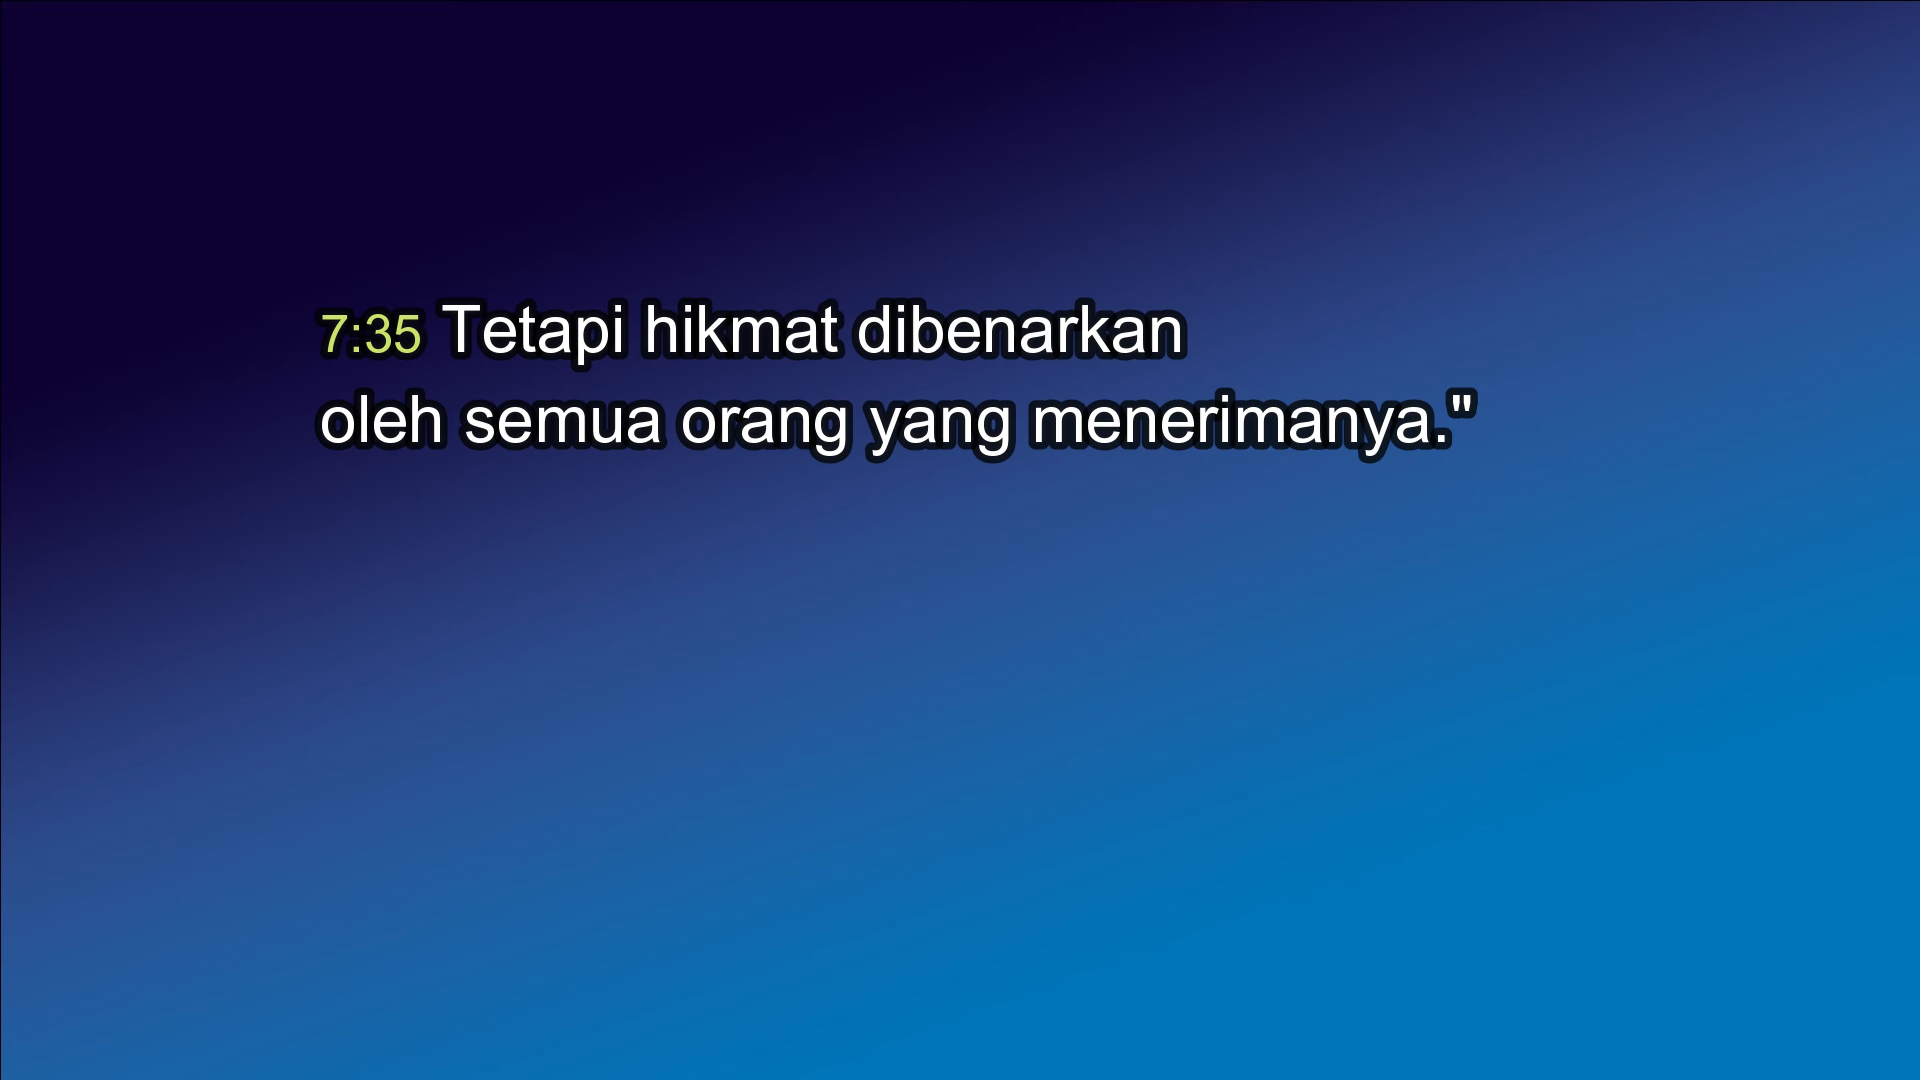 7:35 Tetapi hikmat dibenarkan
oleh semua orang yang menerimanya."